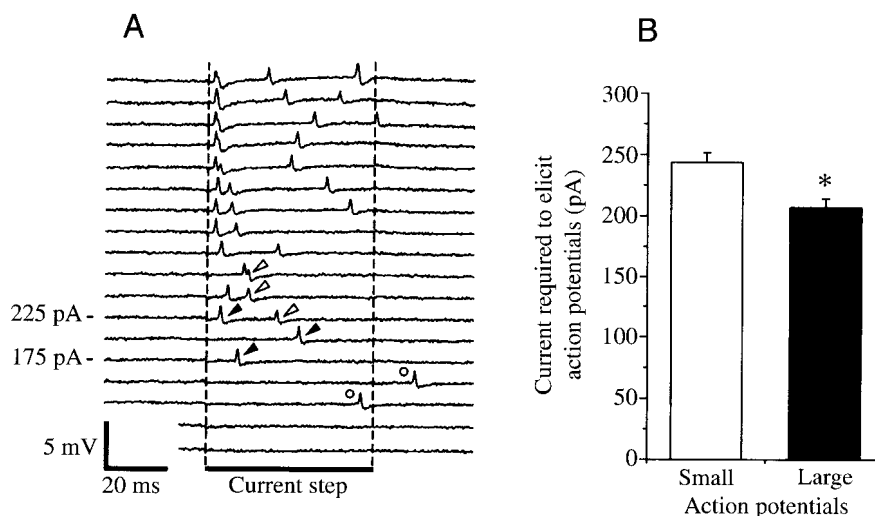 A
225 pA -
175 pA -
5 mV
20 ms
Current step
B
Current required to elicit
action potentials (pA)
300
250
200
150
100
50
0
*
Small
Large
Action potentials